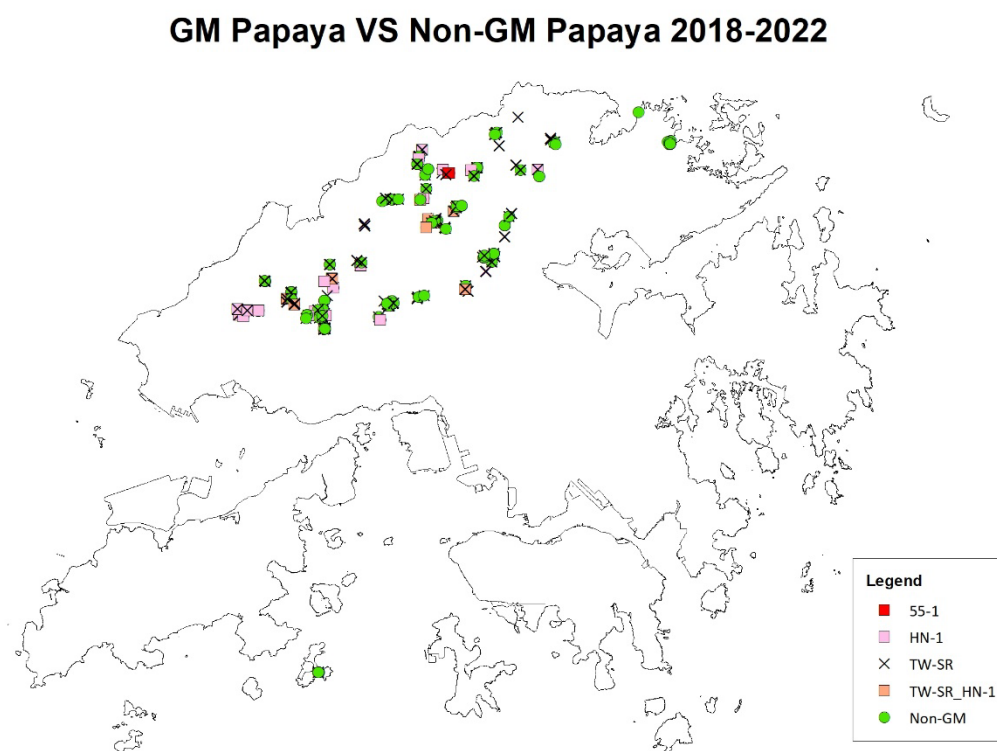 GM Papaya VS Non-GM Papaya 2018-2022
Legend
55-1
HN-1
TW-SR
TW-SR_HN-1
Non-GM